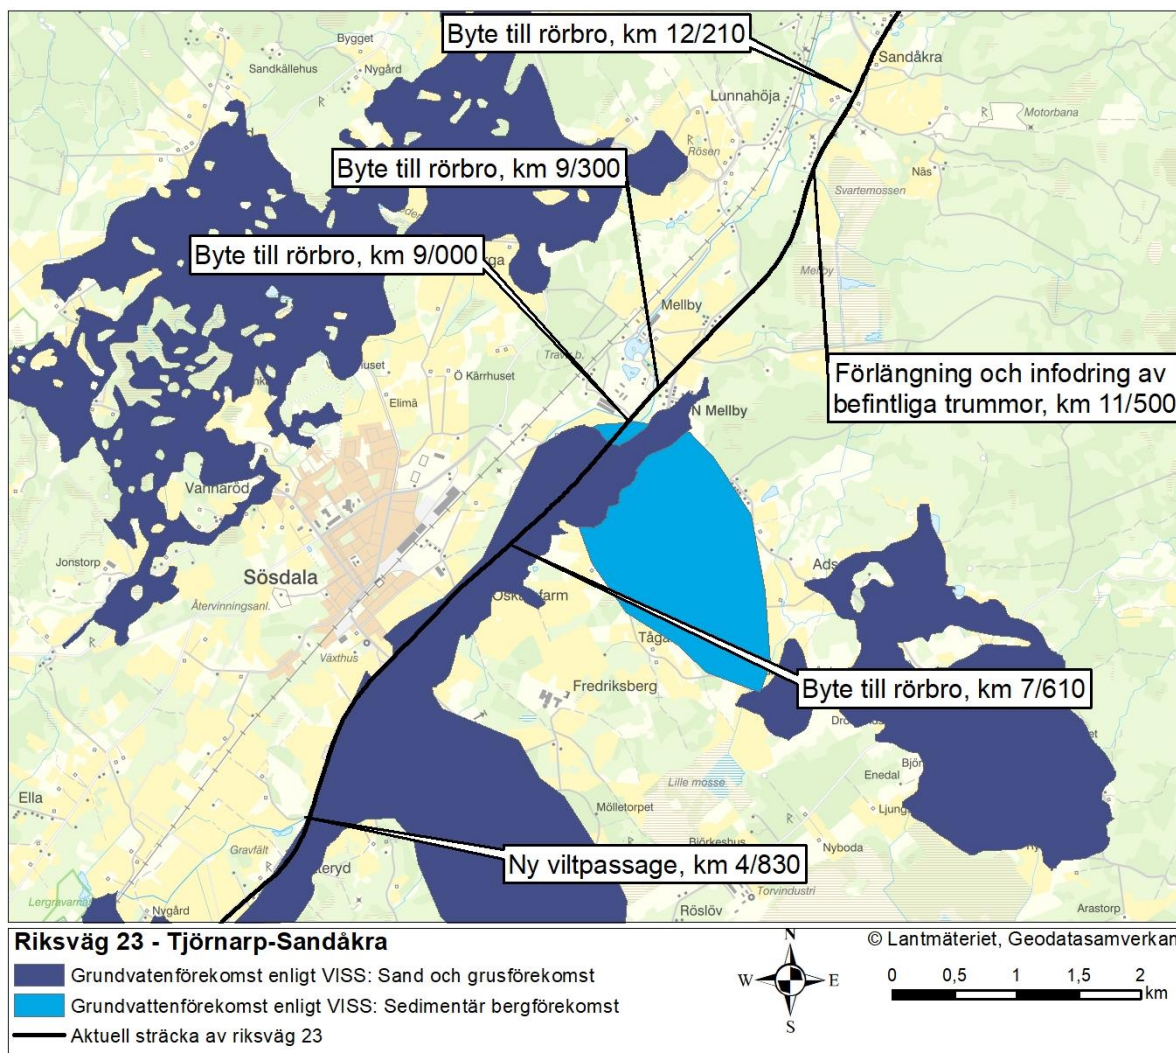 Byte till rörbro, km 12/210
Bygget
Sandkällehus
Nygård
Sandåkra
Lunnahöja
Motorbana
Rösen
Byte till rörbro, km 9/300
Näs
Svartemossen
Byte till rörbro, km 9/000
Mellby
Mellby
Förlängning och infodring av
befintliga trummor, km 11/500
Ö Kärrhuset
Elimä
N Mellby
Vannaröd
Jonstorp
Sösdala
Återvinningsanl.
Växthus
Fredriksberg
Byte till rörbro, km 7/610
Lille mosse
Enedal
Ella
Mölletorpet
Nyboda
Gravfält
Ny viltpassage, km 4/830
Torvindustri
Nygård
Röslöv
Arastorp
Riksväg 23 - Tjörnarp-Sandåkra
© Lantmäteriet, Geodatasamverkan
Grundvatenförekomst enligt VISS: Sand och grusförekomst
Grundvattenförekomst enligt VISS: Sedimentär bergförekomst
Aktuell sträcka av riksväg 23
N
W E
S
0 0,5 1 1,5 2
km